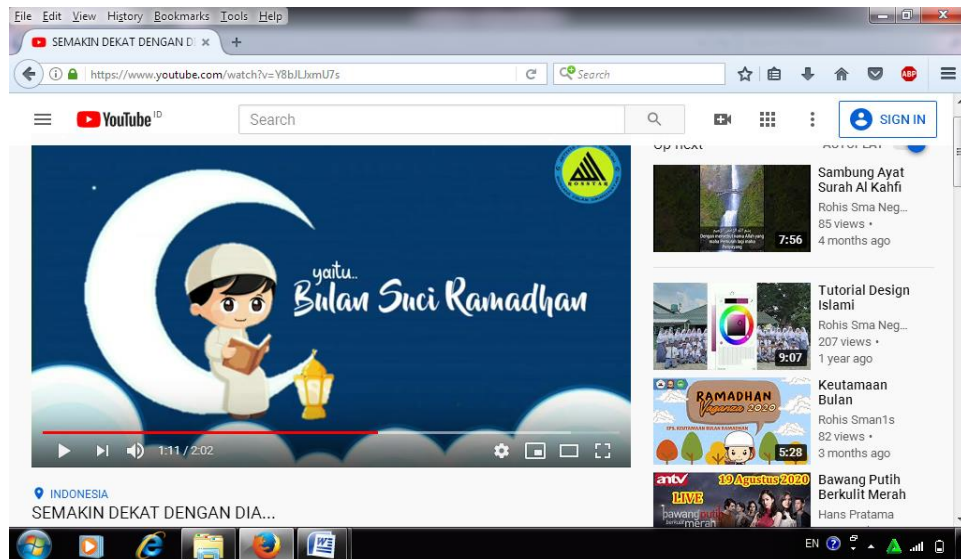 File Edit View History Bookmarks Tools Help
SEMAKIN DEKAT DENGAN D
https://www.youtube.com/watch?v=Y8bJLJxmU7s
Search
YouTube ID
Search
SIGN IN
yaitu..
Bulan Suci Ramadhan
1:11 / 2:02
INDONESIA
SEMAKIN DEKAT DENGAN DIA...
Up next
AUTOPLAY
7:56
Sambung Ayat
Surah Al Kahfi
Rohis Sma Neg...
85 views •
4 months ago
9:07
Tutorial Design
Islami
Rohis Sma Neg...
207 views •
1 year ago
RAMADHAN
Vaganza 2020
5:28
Keutamaan
Bulan
Rohis Sman1s
82 views •
3 months ago
antv
19 Agustus 2020
LIVE
bawang putih
berkulit merah
Bawang Putih
Berkulit Merah
Hans Pratama
EN
ABP